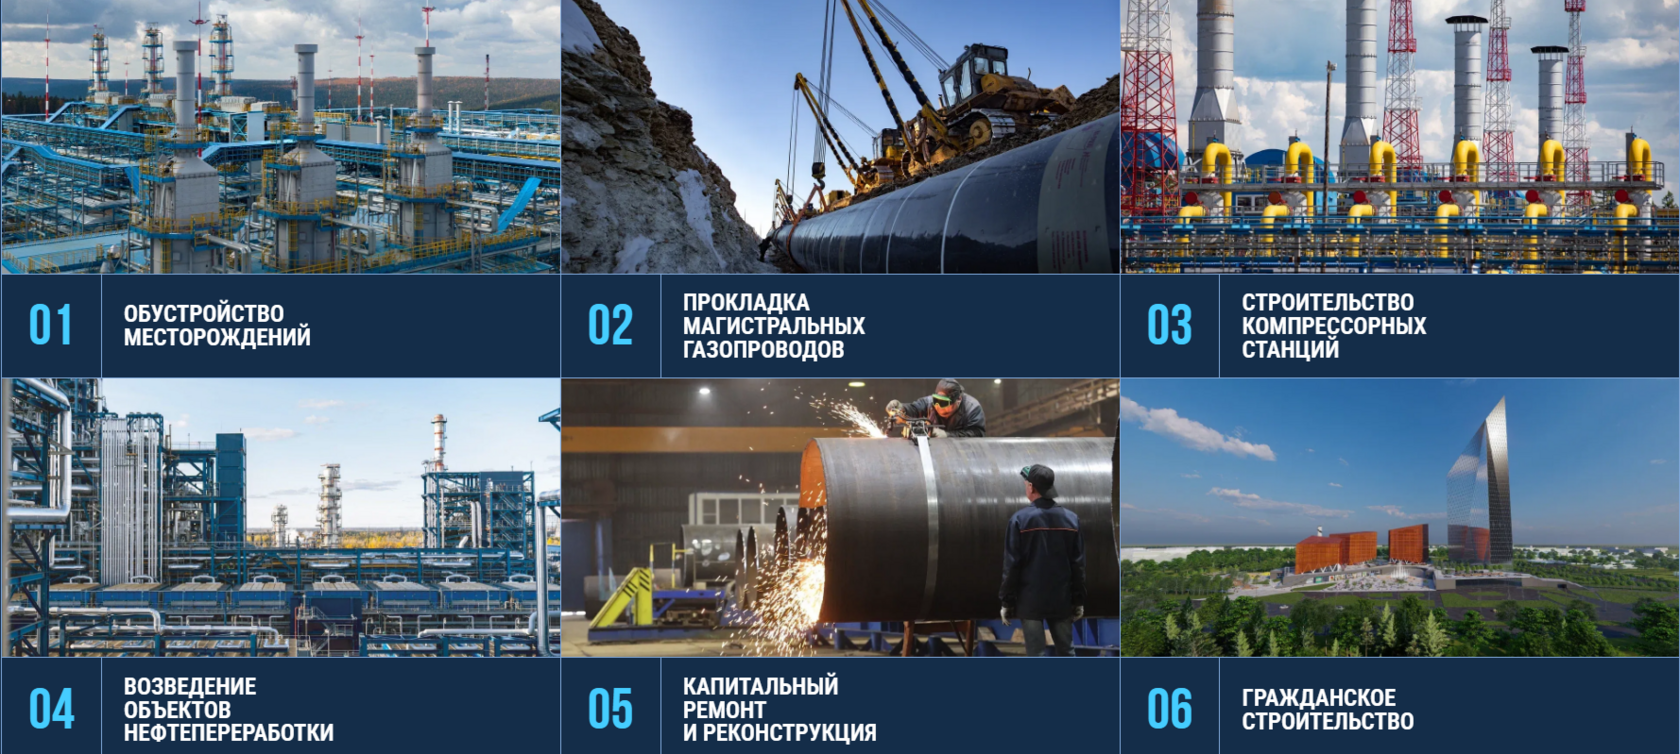 01
ОБУСТРОЙСТВО
МЕСТОРОЖДЕНИЙ
02
ПРОКЛАДКА
МАГИСТРАЛЬНЫХ
ГАЗОПРОВОДОВ
03
СТРОИТЕЛЬСТВО
КОМПРЕССОРНЫХ
СТАНЦИЙ
04
ВОЗВЕДЕНИЕ
ОБЪЕКТОВ
НЕФТЕПЕРЕРАБОТКИ
05
КАПИТАЛЬНЫЙ
РЕМОНТ
И РЕКОНСТРУКЦИЯ
06
ГРАЖДАНСКОЕ
СТРОИТЕЛЬСТВО